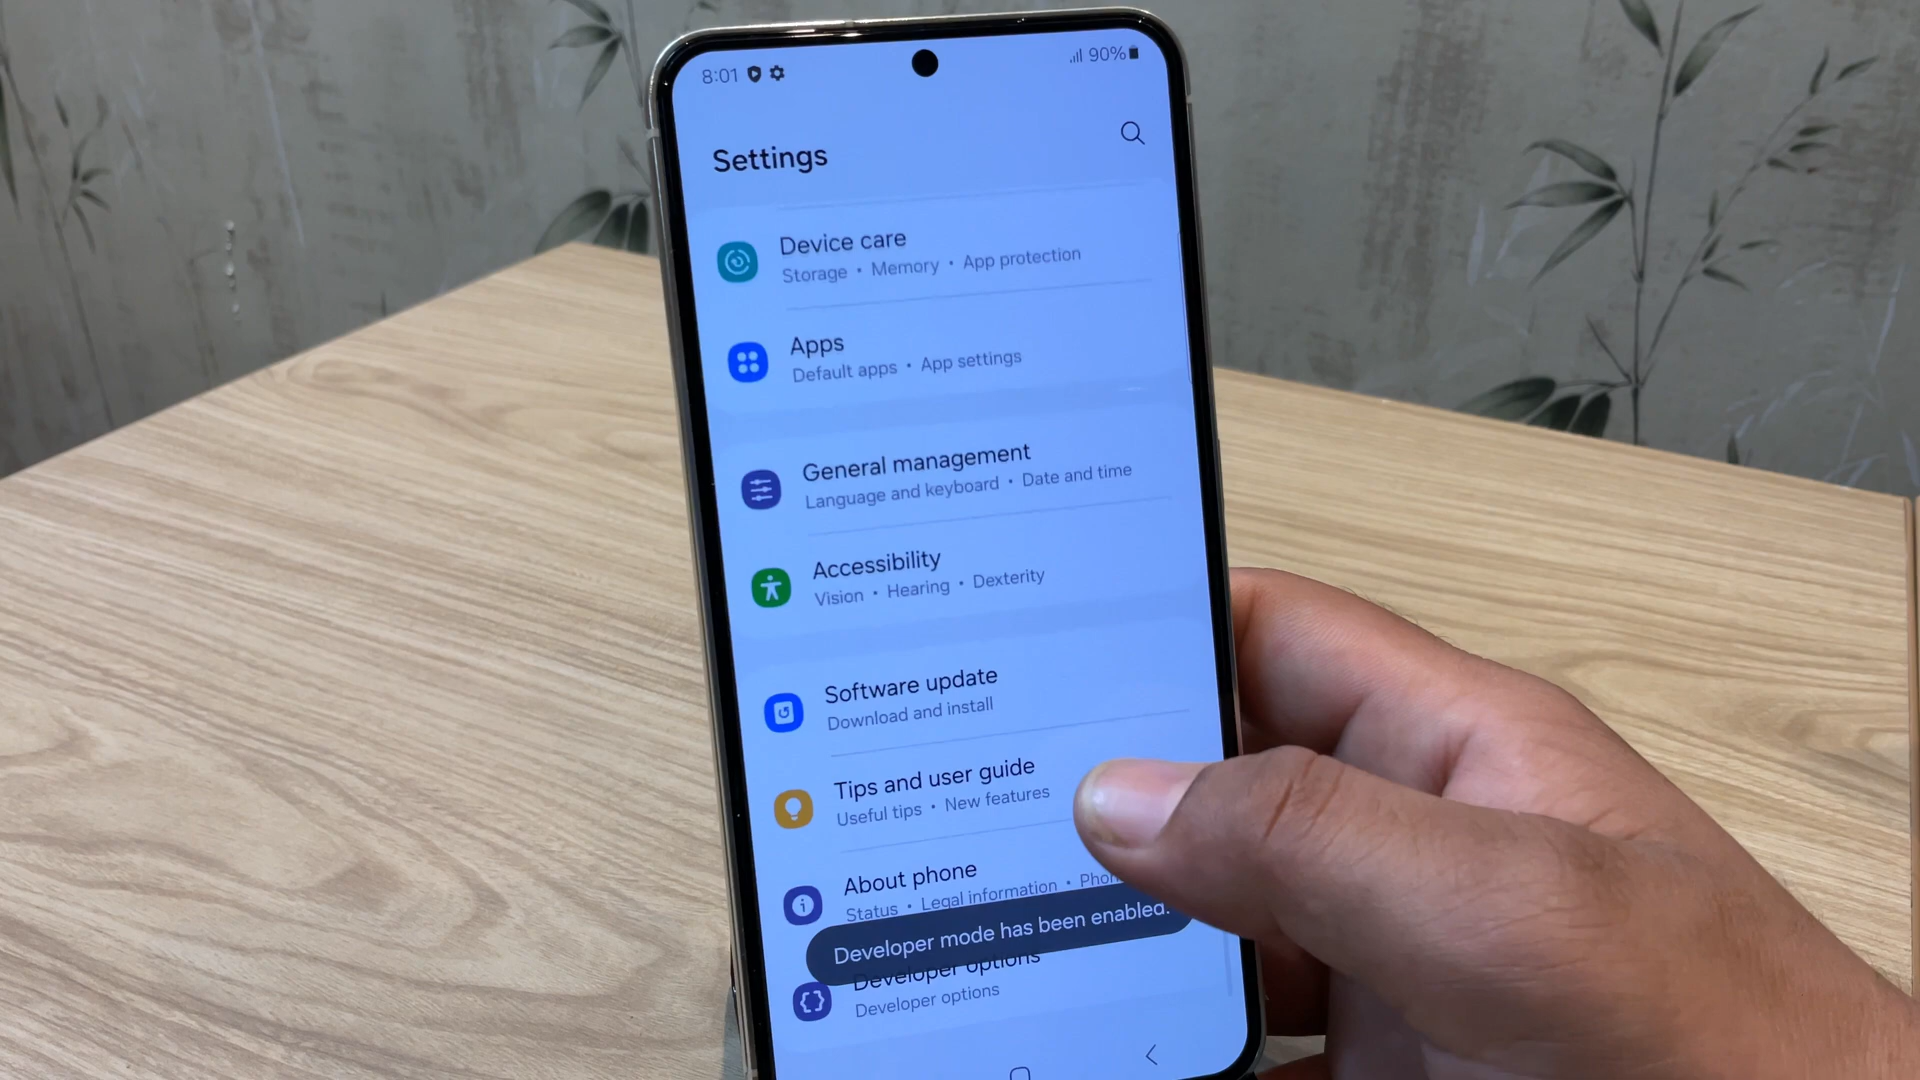 8:01
90%
Settings
Device care
Storage • Memory • App protection
Apps
Default apps • App settings
General management
Language and keyboard • Date and time
Accessibility
Vision • Hearing • Dexterity
Software update
Download and install
Tips and user guide
Useful tips • New features
About phone
Status • Legal information •
Developer mode has been enabled.
Developer options
Developer options